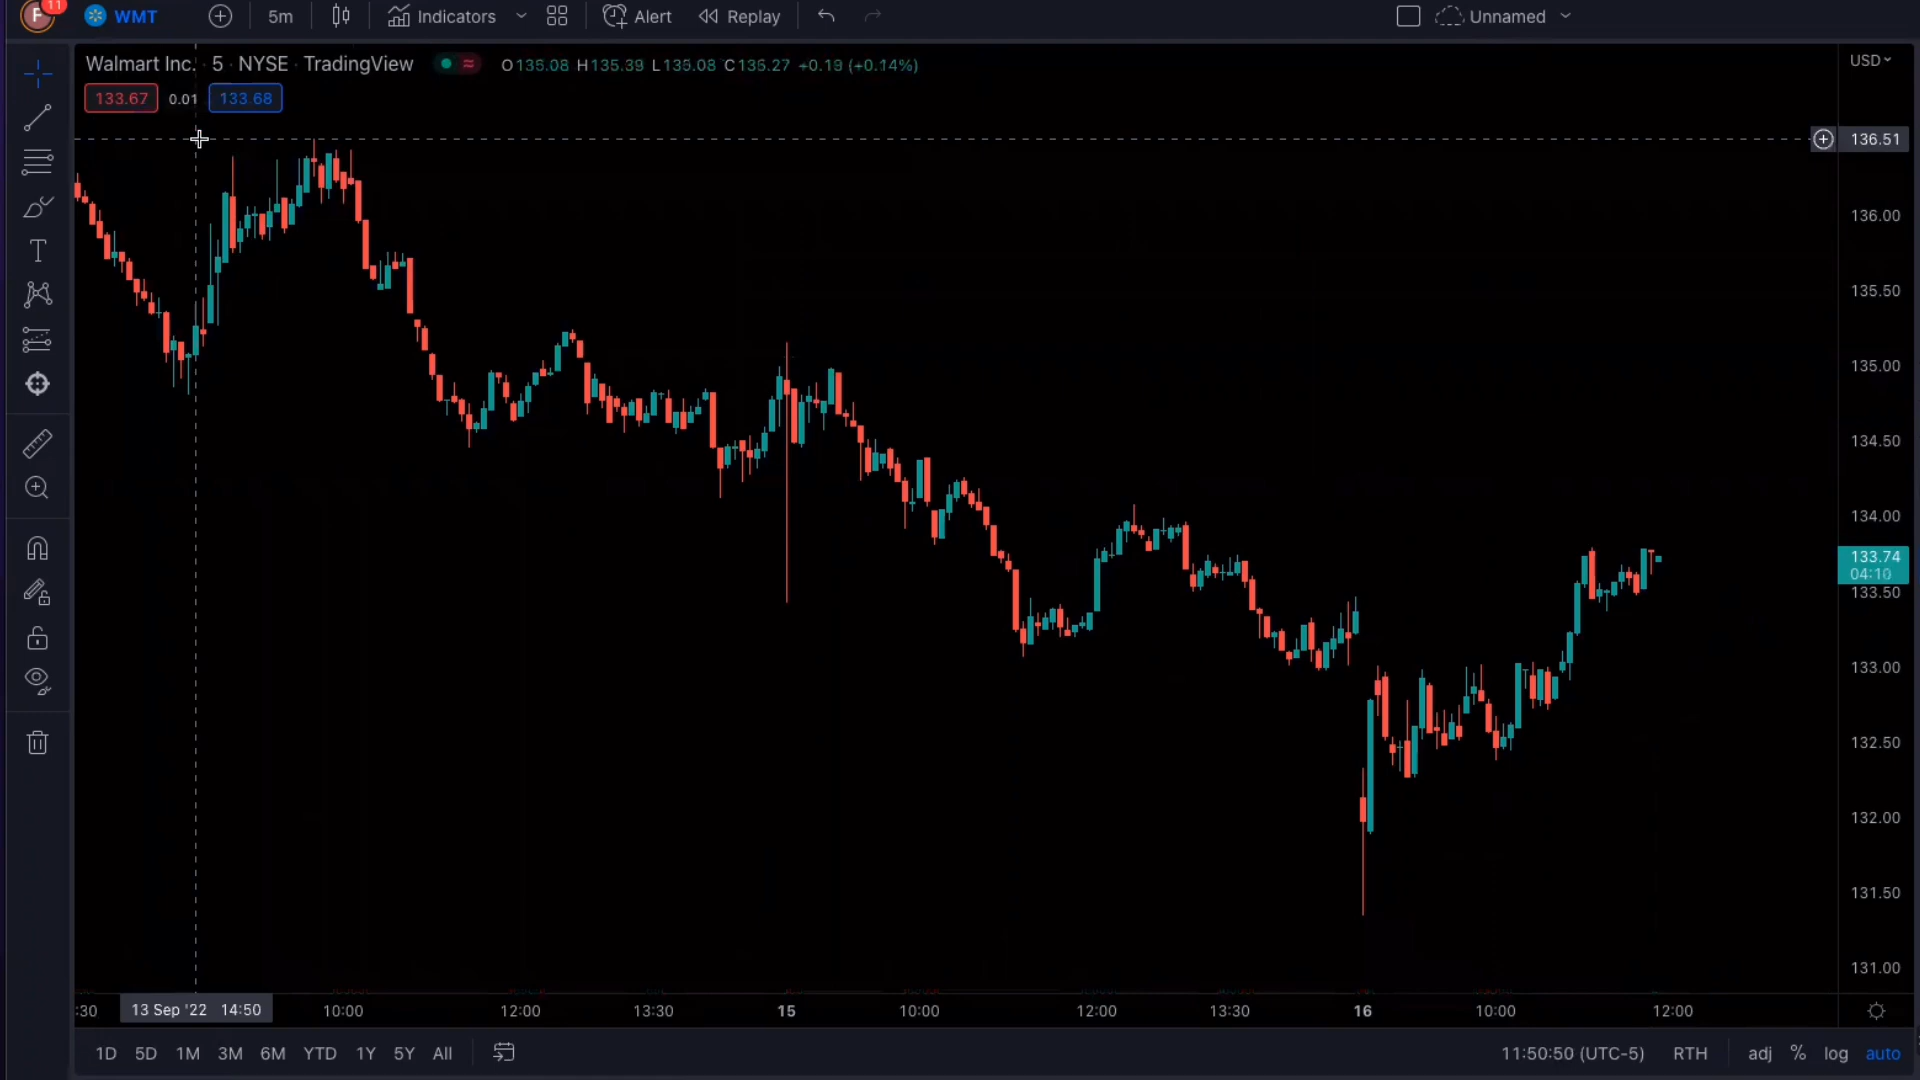 11 WMT 5m Indicators Alert Replay Unnamed
Walmart Inc. · 5 · NYSE · TradingView O135.08 H135.39 L135.08 C135.27 +0.19 (+0.14%) USD
133.67 0.01 133.68
136.51
136.00
135.50
135.00
134.50
134.00
133.74
04:10
133.50
133.00
132.50
132.00
131.50
131.00
:30 13 Sep '22 14:50 10:00 12:00 13:30 15 10:00 12:00 13:30 16 10:00 12:00
1D 5D 1M 3M 6M YTD 1Y 5Y All 11:50:50 (UTC-5) RTH adj % log auto